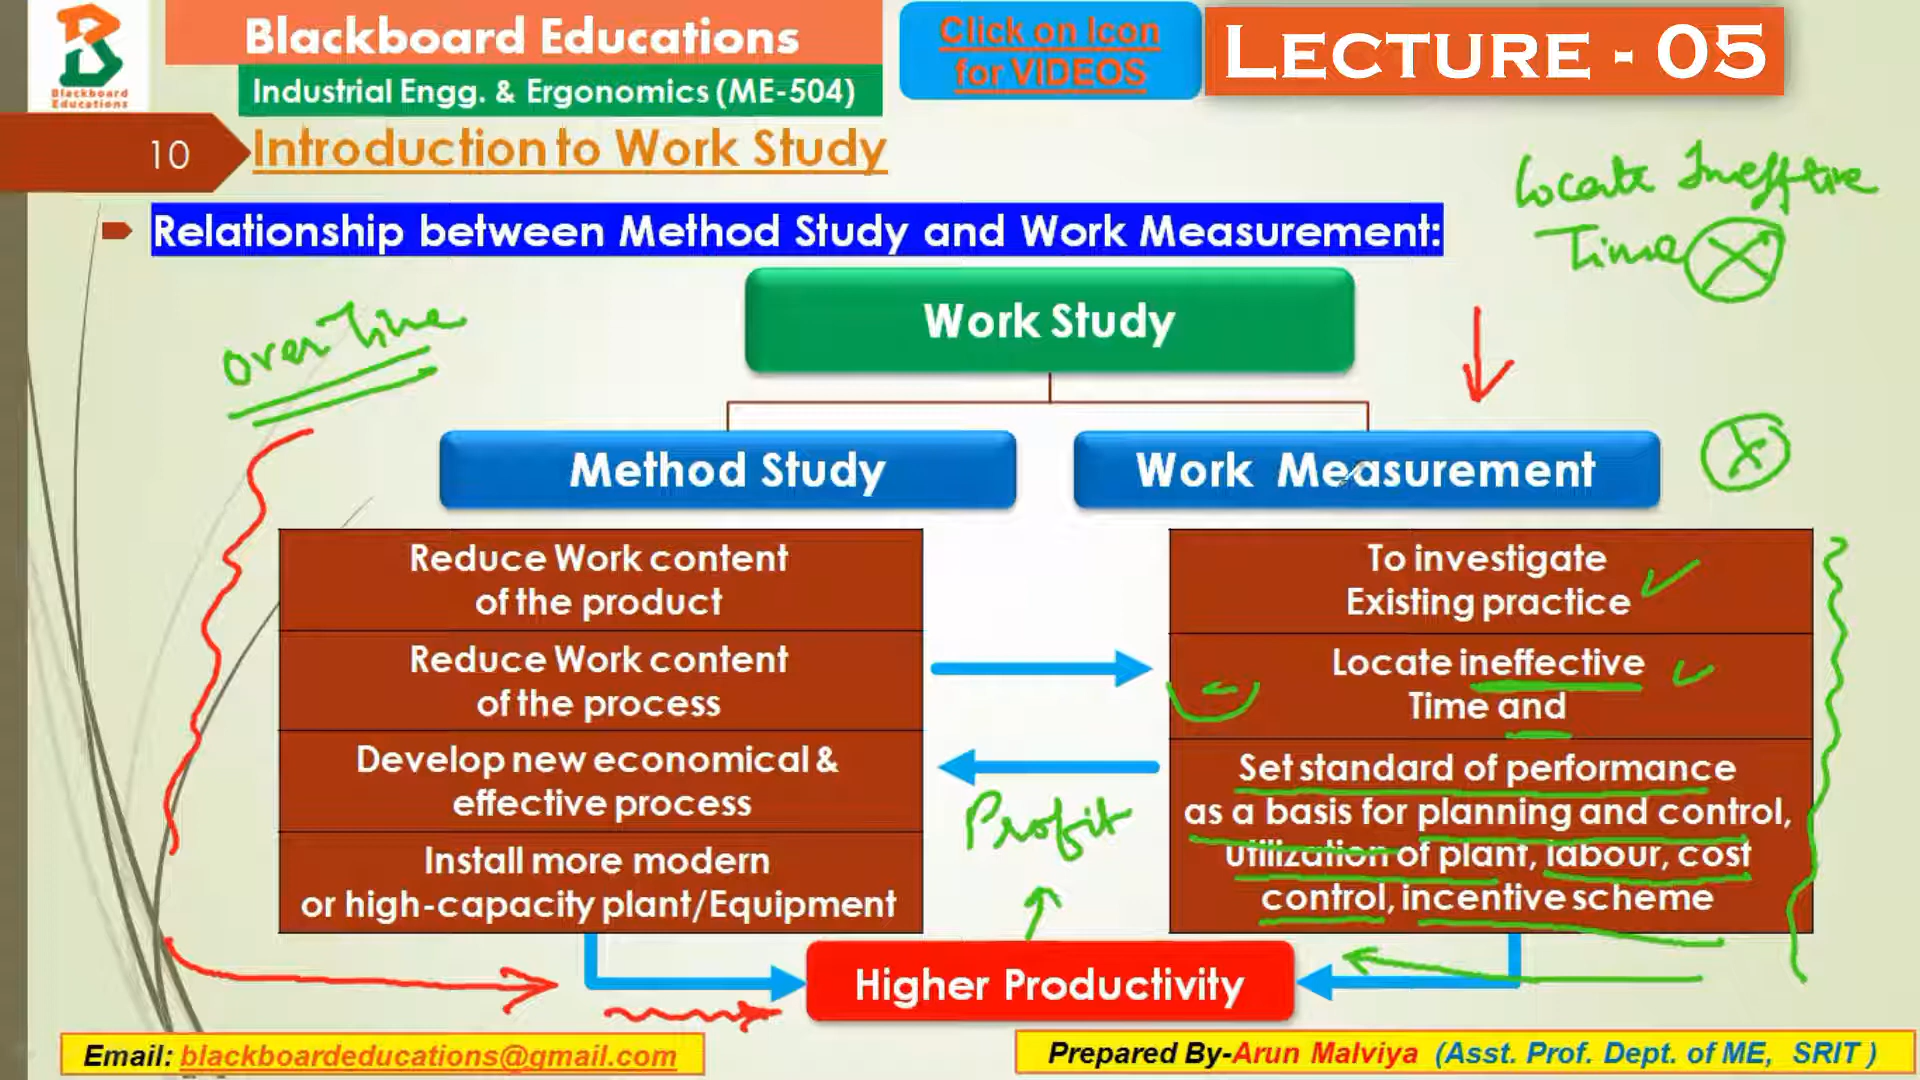 Blackboard Educations
Blackboard
Educations
Industrial Engg. & Ergonomics (ME-504)
Click on Icon
for VIDEOS
LECTURE - 05
10
Introduction to Work Study
Locate Ineffective
Time
Relationship between Method Study and Work Measurement:
Work Study
over Time
Method Study
Work Measurement
Reduce Work content
of the product
Reduce Work content
of the process
Develop new economical &
effective process
Install more modern
or high-capacity plant/Equipment
To investigate
Existing practice
Locate ineffective
Time and
Set standard of performance
as a basis for planning and control,
utilization of plant, labour, cost
control, incentive scheme
Profit
Higher Productivity
Email: blackboardeducations@gmail.com
Prepared By-Arun Malviya (Asst. Prof. Dept. of ME, SRIT )